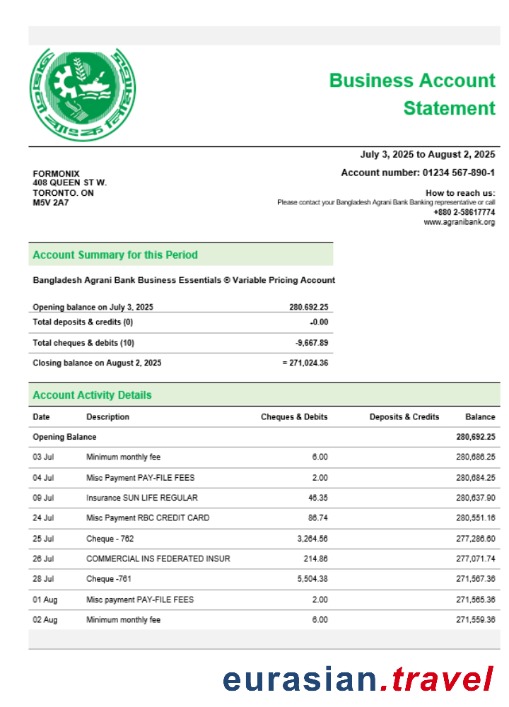 Business Account
Statement
July 3, 2025 to August 2, 2025
FORMONIX
408 QUEEN ST W.
TORONTO. ON
M5V 2A7
Account number: 01234 567-890-1
How to reach us:
Please contact your Bangladesh Agrani Bank Banking representative or call
+880 2-58617774
www.agranibank.org
Account Summary for this Period
Bangladesh Agrani Bank Business Essentials ® Variable Pricing Account
Opening balance on July 3, 2025 280.692.25
Total deposits & credits (0) -0.00
Total cheques & debits (10) -9,667.89
Closing balance on August 2, 2025 = 271,024.36
Account Activity Details
Date Description Cheques & Debits Deposits & Credits Balance
Opening Balance 280,692.25
03 Jul Minimum monthly fee 6.00 280,686.25
04 Jul Misc Payment PAY-FILE FEES 2.00 280,684.25
09 Jul Insurance SUN LIFE REGULAR 46.35 280,637.90
24 Jul Misc Payment RBC CREDIT CARD 86.74 280,551.16
25 Jul Cheque - 762 3,264.56 277,286.60
26 Jul COMMERCIAL INS FEDERATED INSUR 214.86 277,071.74
28 Jul Cheque -761 5,504.38 271,567.36
01 Aug Misc payment PAY-FILE FEES 2.00 271,565.36
02 Aug Minimum monthly fee 6.00 271,559.36
eurasian.travel